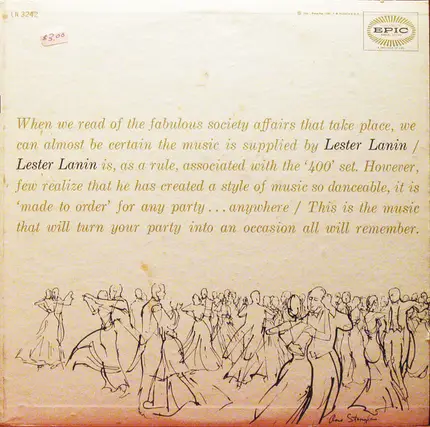 LN 3242
$3.00
EPIC
When we read of the fabulous society affairs that take place, we
can almost be certain the music is supplied by Lester Lanin /
Lester Lanin is, as a rule, associated with the '400' set. However,
few realize that he has created a style of music so danceable, it is
'made to order' for any party . . . anywhere / This is the music
that will turn your party into an occasion all will remember.